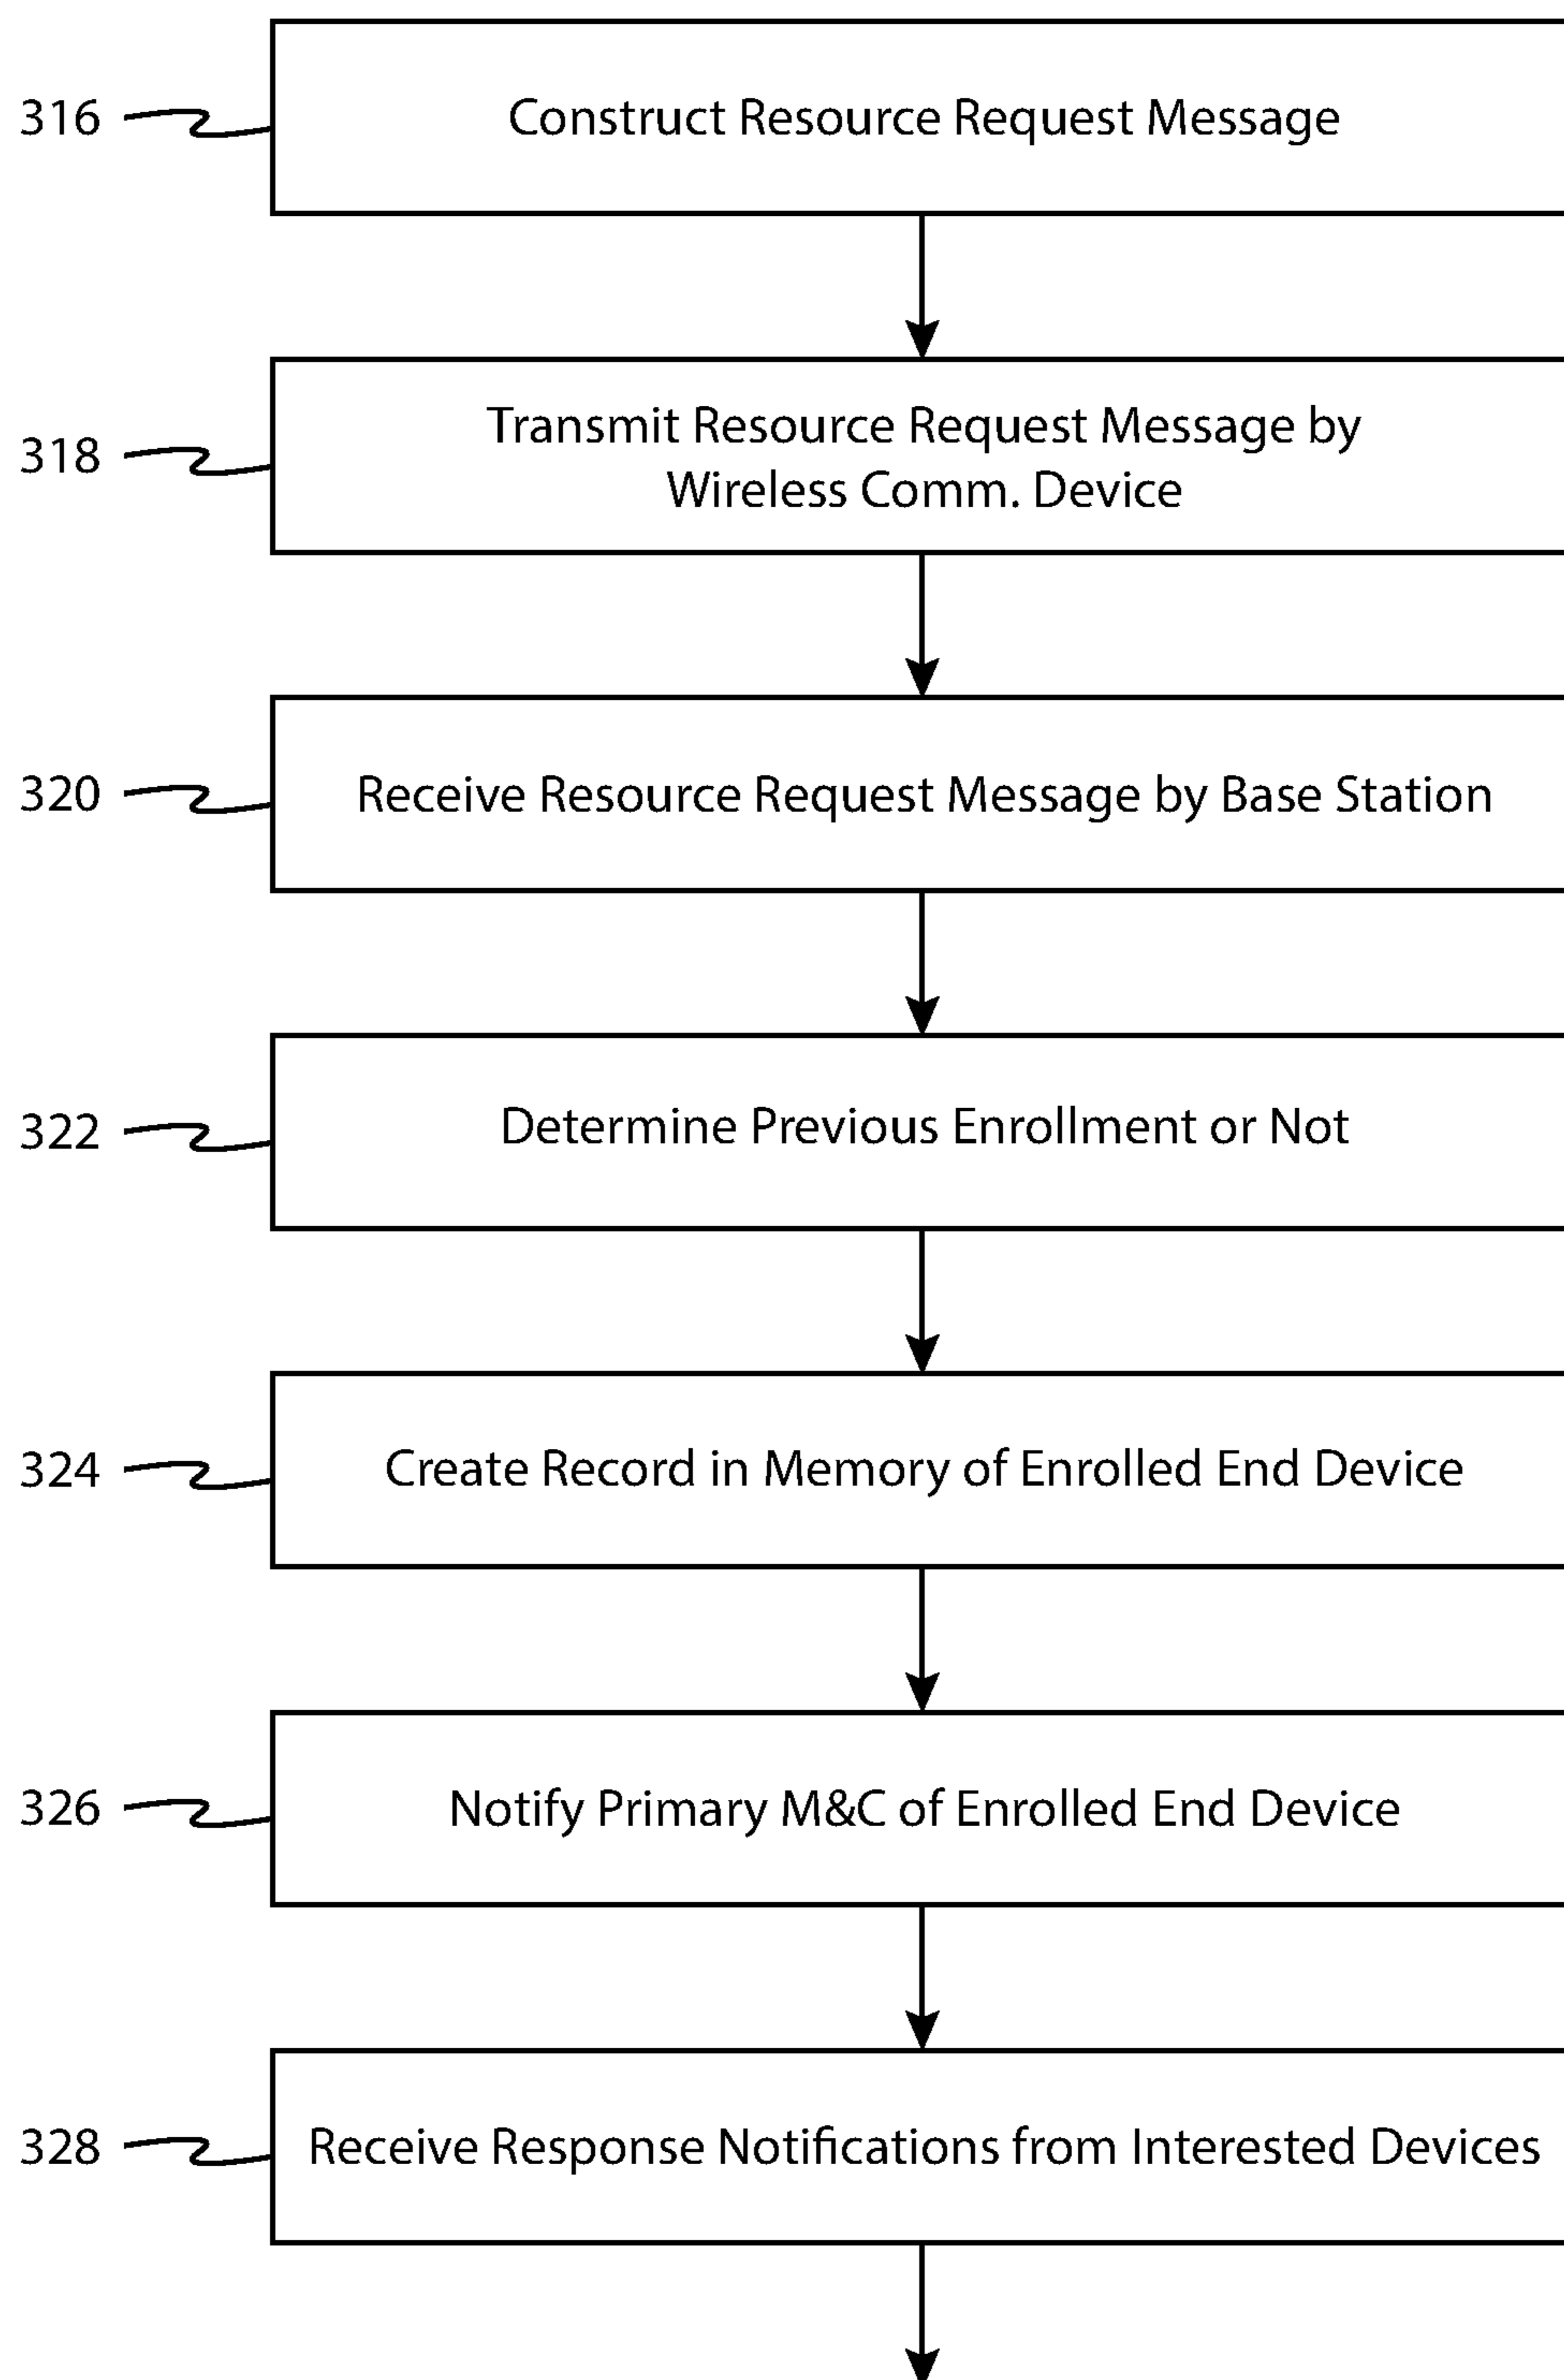 316
Construct Resource Request Message
318
Transmit Resource Request Message by
Wireless Comm. Device
320
Receive Resource Request Message by Base Station
322
Determine Previous Enrollment or Not
324
Create Record in Memory of Enrolled End Device
326
Notify Primary M&C of Enrolled End Device
328
Receive Response Notifications from Interested Devices